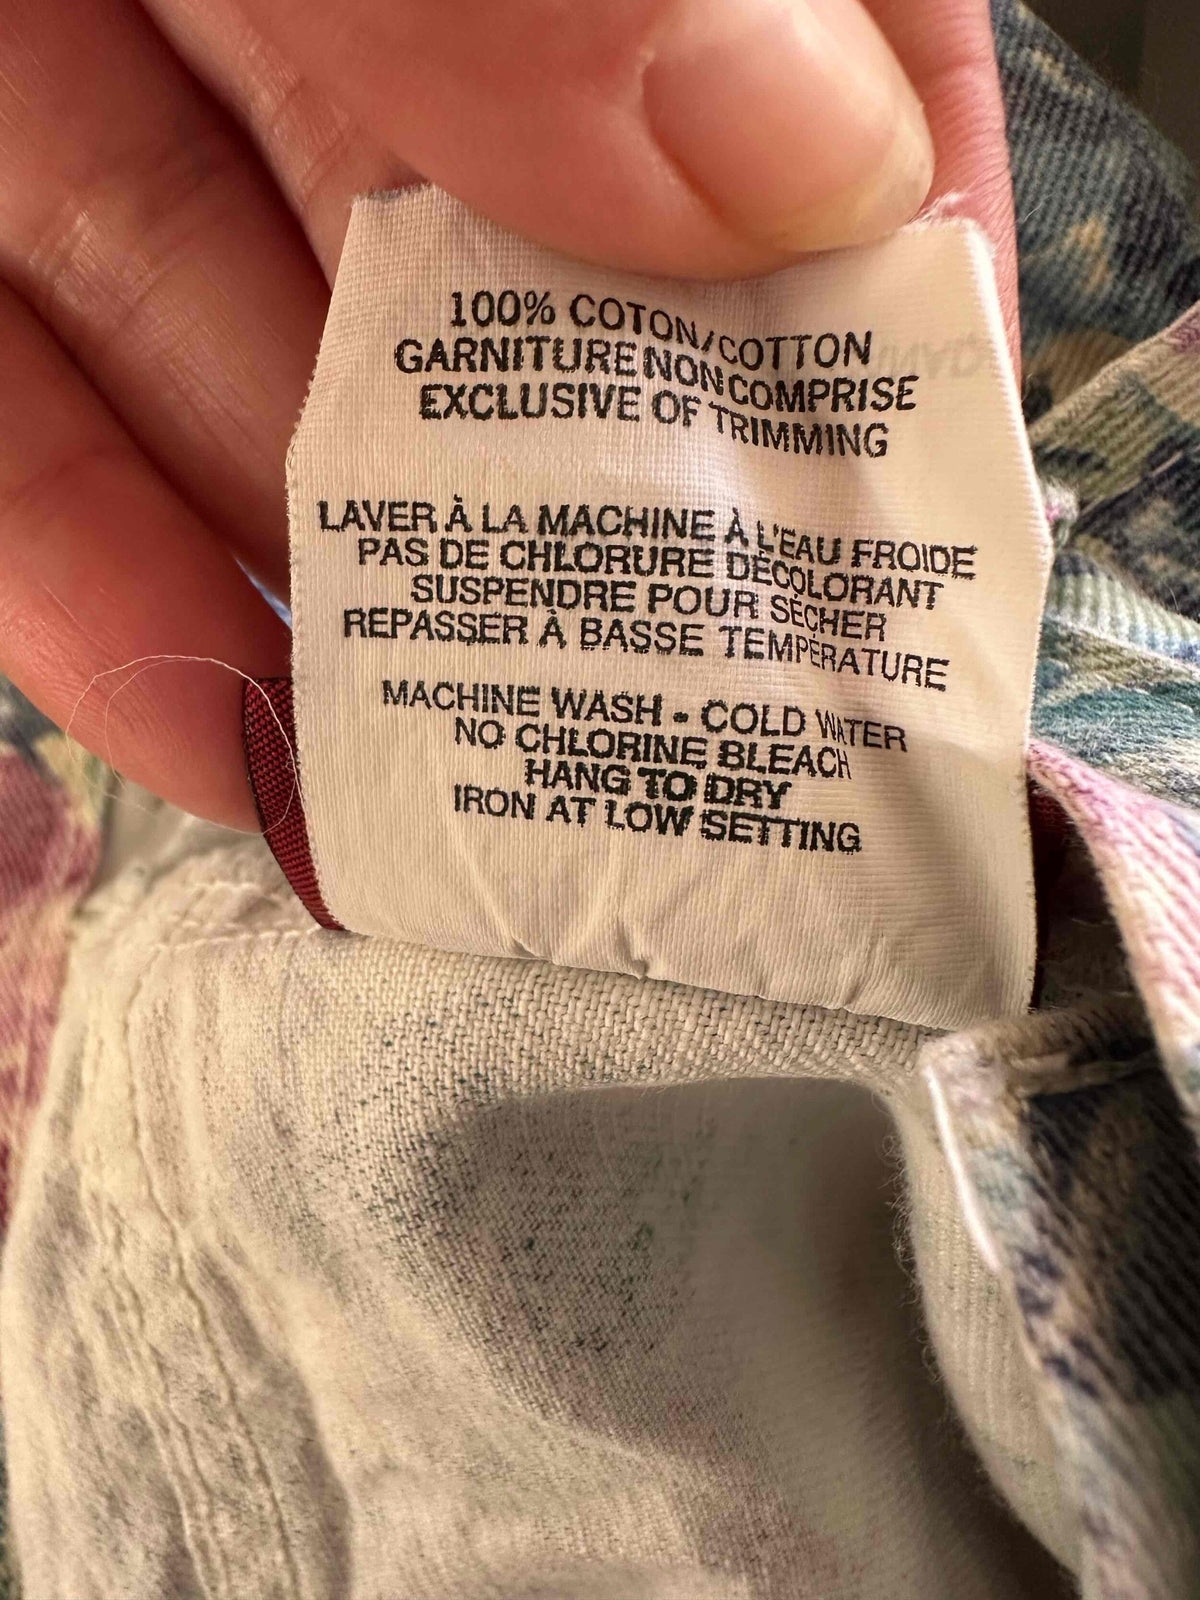 100% COTON/COTTON
GARNITURE NON COMPRISE
EXCLUSIVE OF TRIMMING
LAVER À LA MACHINE À L'EAU FROIDE
PAS DE CHLORURE DÉCOLORANT
SUSPENDRE POUR SÉCHER
REPASSER À BASSE TEMPÉRATURE
MACHINE WASH - COLD WATER
NO CHLORINE BLEACH
HANG TO DRY
IRON AT LOW SETTING